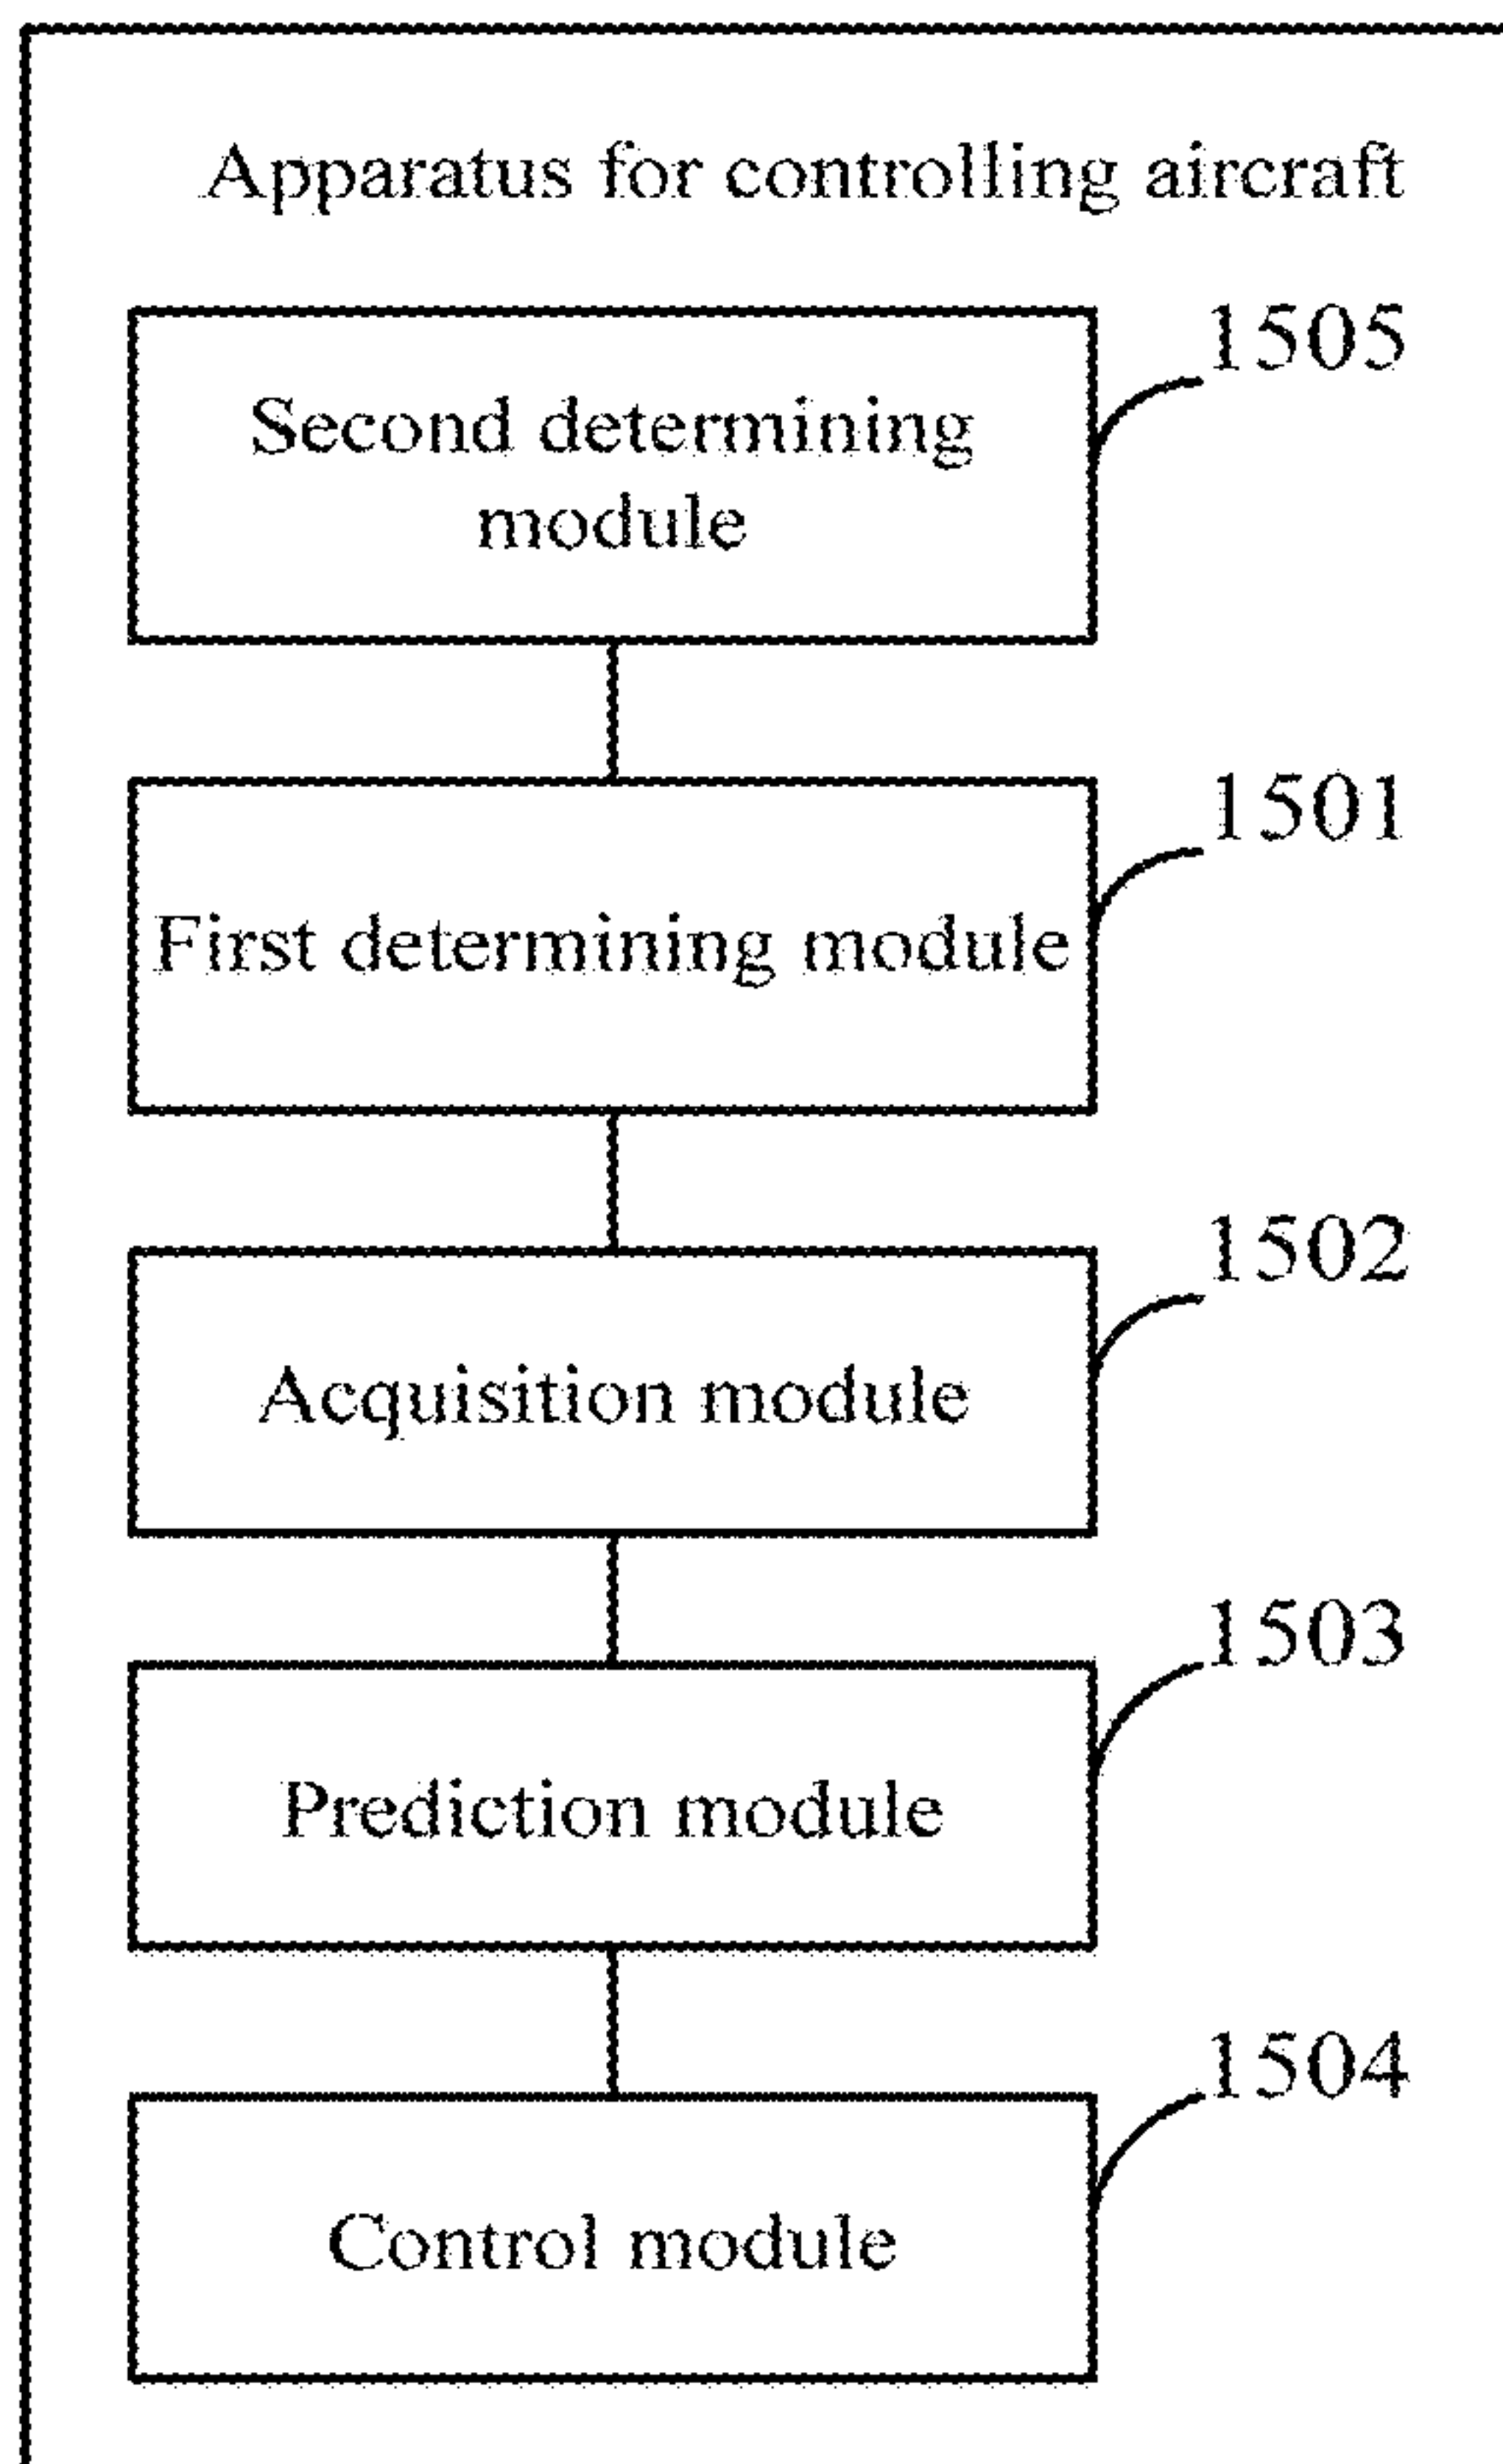 Apparatus for controlling aircraft
1505
Second determining
module
1501
First determining module
1502
Acquisition module
1503
Prediction module
1504
Control module